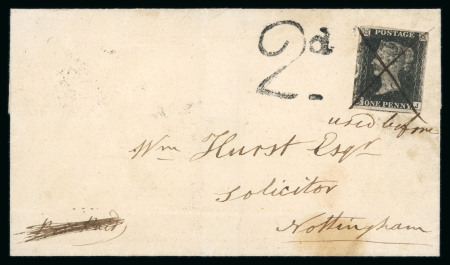 2d.
POSTAGE
ONE PENNY
J
used before
Wm Hurst Esqr
Solicitor
Nottingham